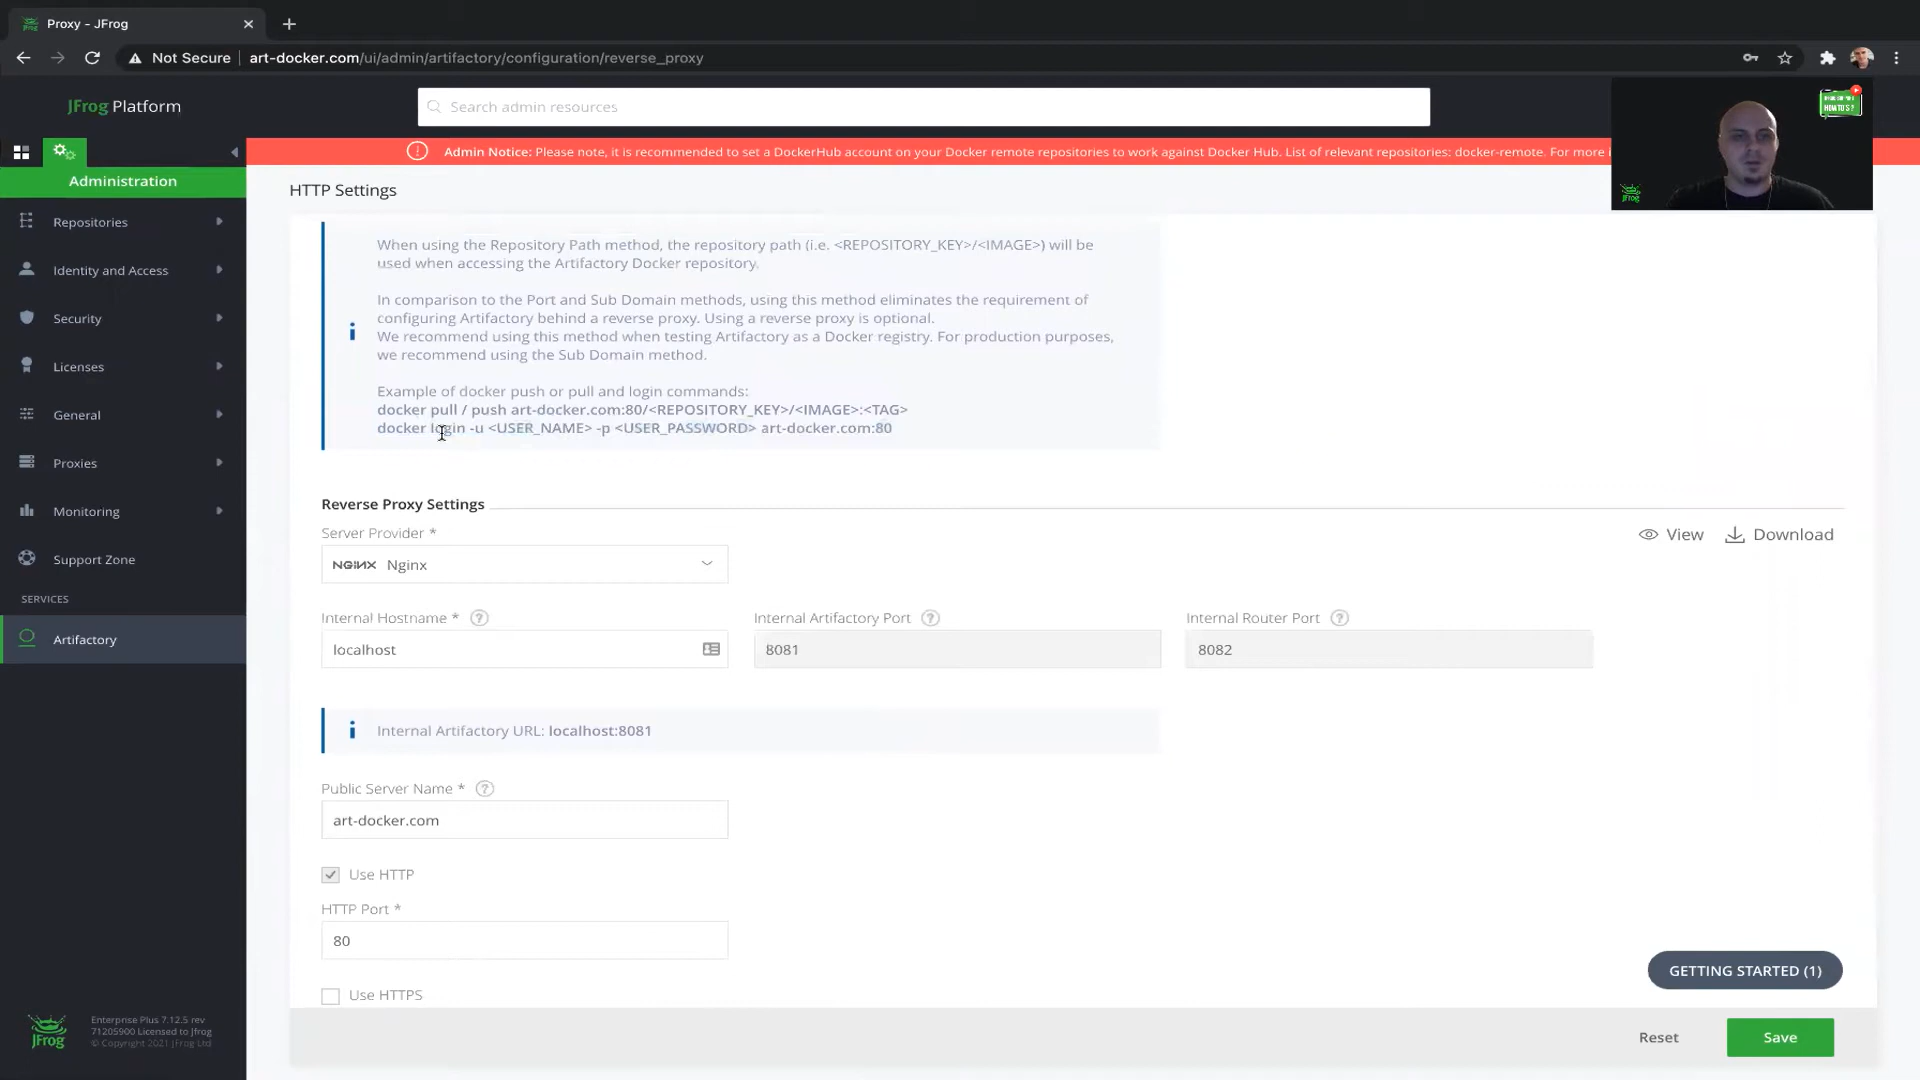 Proxy - JFrog
Not Secure
art-docker.com/ui/admin/artifactory/configuration/reverse_proxy
JFrog Platform
Search admin resources
Admin Notice: Please note, it is recommended to set a DockerHub account on your Docker remote repositories to work against Docker Hub. List of relevant repositories: docker-remote. For more i
Administration
Repositories
Identity and Access
Security
Licenses
General
Proxies
Monitoring
Support Zone
SERVICES
Artifactory
HTTP Settings
When using the Repository Path method, the repository path (i.e. <REPOSITORY_KEY>/<IMAGE>) will be
used when accessing the Artifactory Docker repository.
In comparison to the Port and Sub Domain methods, using this method eliminates the requirement of
configuring Artifactory behind a reverse proxy. Using a reverse proxy is optional.
We recommend using this method when testing Artifactory as a Docker registry. For production purposes,
we recommend using the Sub Domain method.
Example of docker push or pull and login commands:
docker pull / push art-docker.com:80/<REPOSITORY_KEY>/<IMAGE>:<TAG>
docker login -u <USER_NAME> -p <USER_PASSWORD> art-docker.com:80
Reverse Proxy Settings
Server Provider *
View
Download
NGINX Nginx
Internal Hostname *
Internal Artifactory Port
Internal Router Port
localhost
8081
8082
Internal Artifactory URL: localhost:8081
Public Server Name *
art-docker.com
Use HTTP
HTTP Port *
80
Use HTTPS
GETTING STARTED (1)
Reset
Save
JFrog
Enterprise Plus 7.12.5 rev
71205900 Licensed to Jfrog
© Copyright 2021 JFrog Ltd